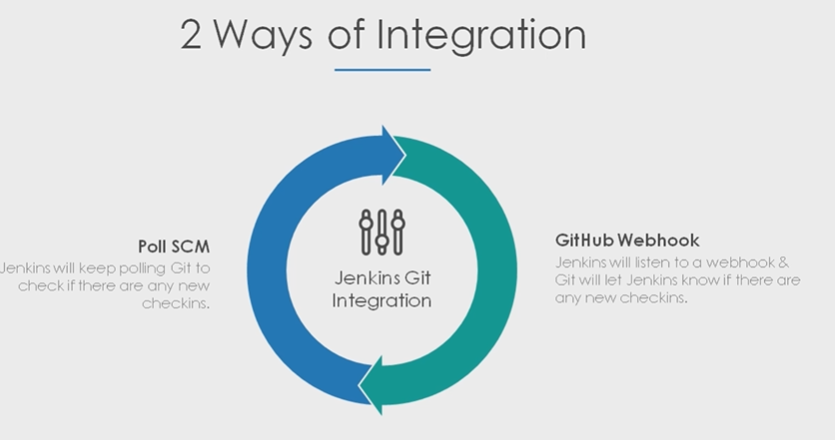 2 Ways of Integration
Poll SCM
Jenkins will keep polling Git to
check if there are any new
checkins.
Jenkins Git
Integration
GitHub Webhook
Jenkins will listen to a webhook &
Git will let Jenkins know if there are
any new checkins.